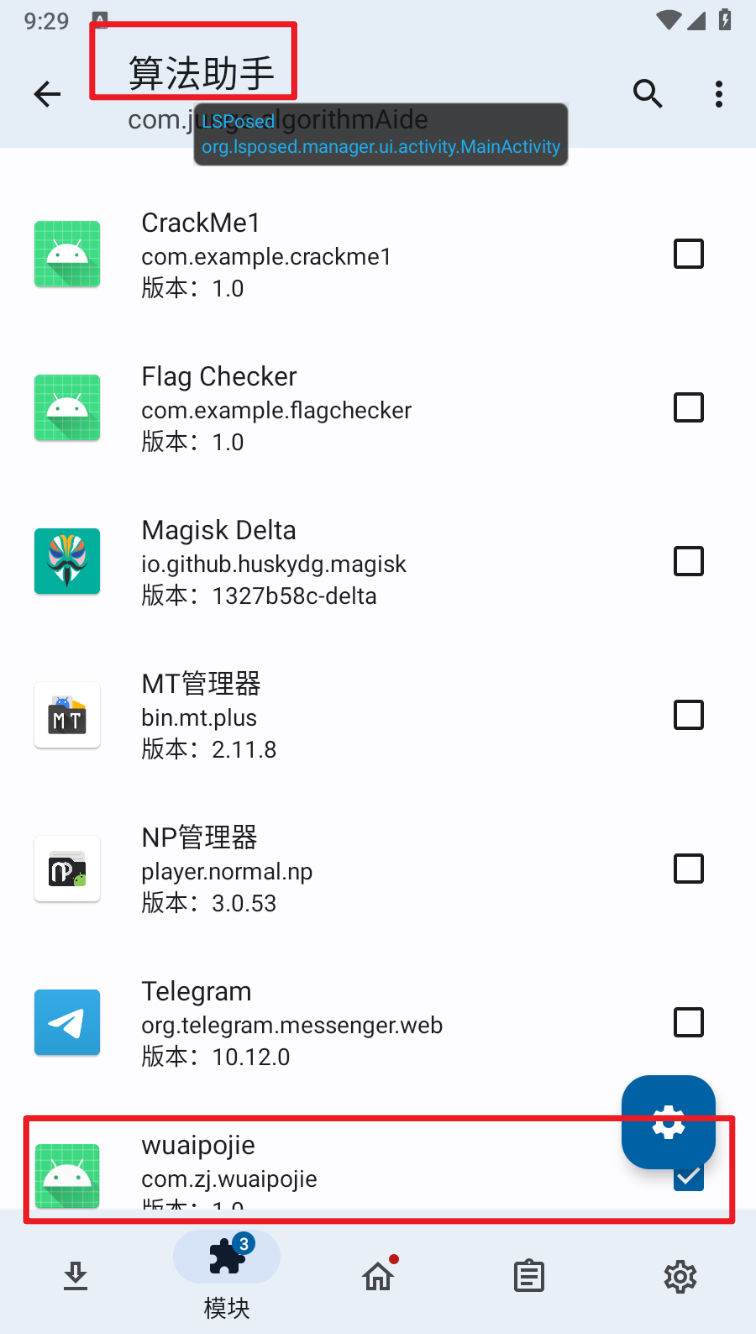 9:29
算法助手
LSPosed
org.lsposed.manager.ui.activity.MainActivity
CrackMe1
com.example.crackme1
版本：1.0
Flag Checker
com.example.flagchecker
版本：1.0
Magisk Delta
io.github.huskydg.magisk
版本：1327b58c-delta
MT管理器
bin.mt.plus
版本：2.11.8
NP管理器
player.normal.np
版本：3.0.53
Telegram
org.telegram.messenger.web
版本：10.12.0
wuaipojie
com.zj.wuaipojie
版本：1.0
3
模块